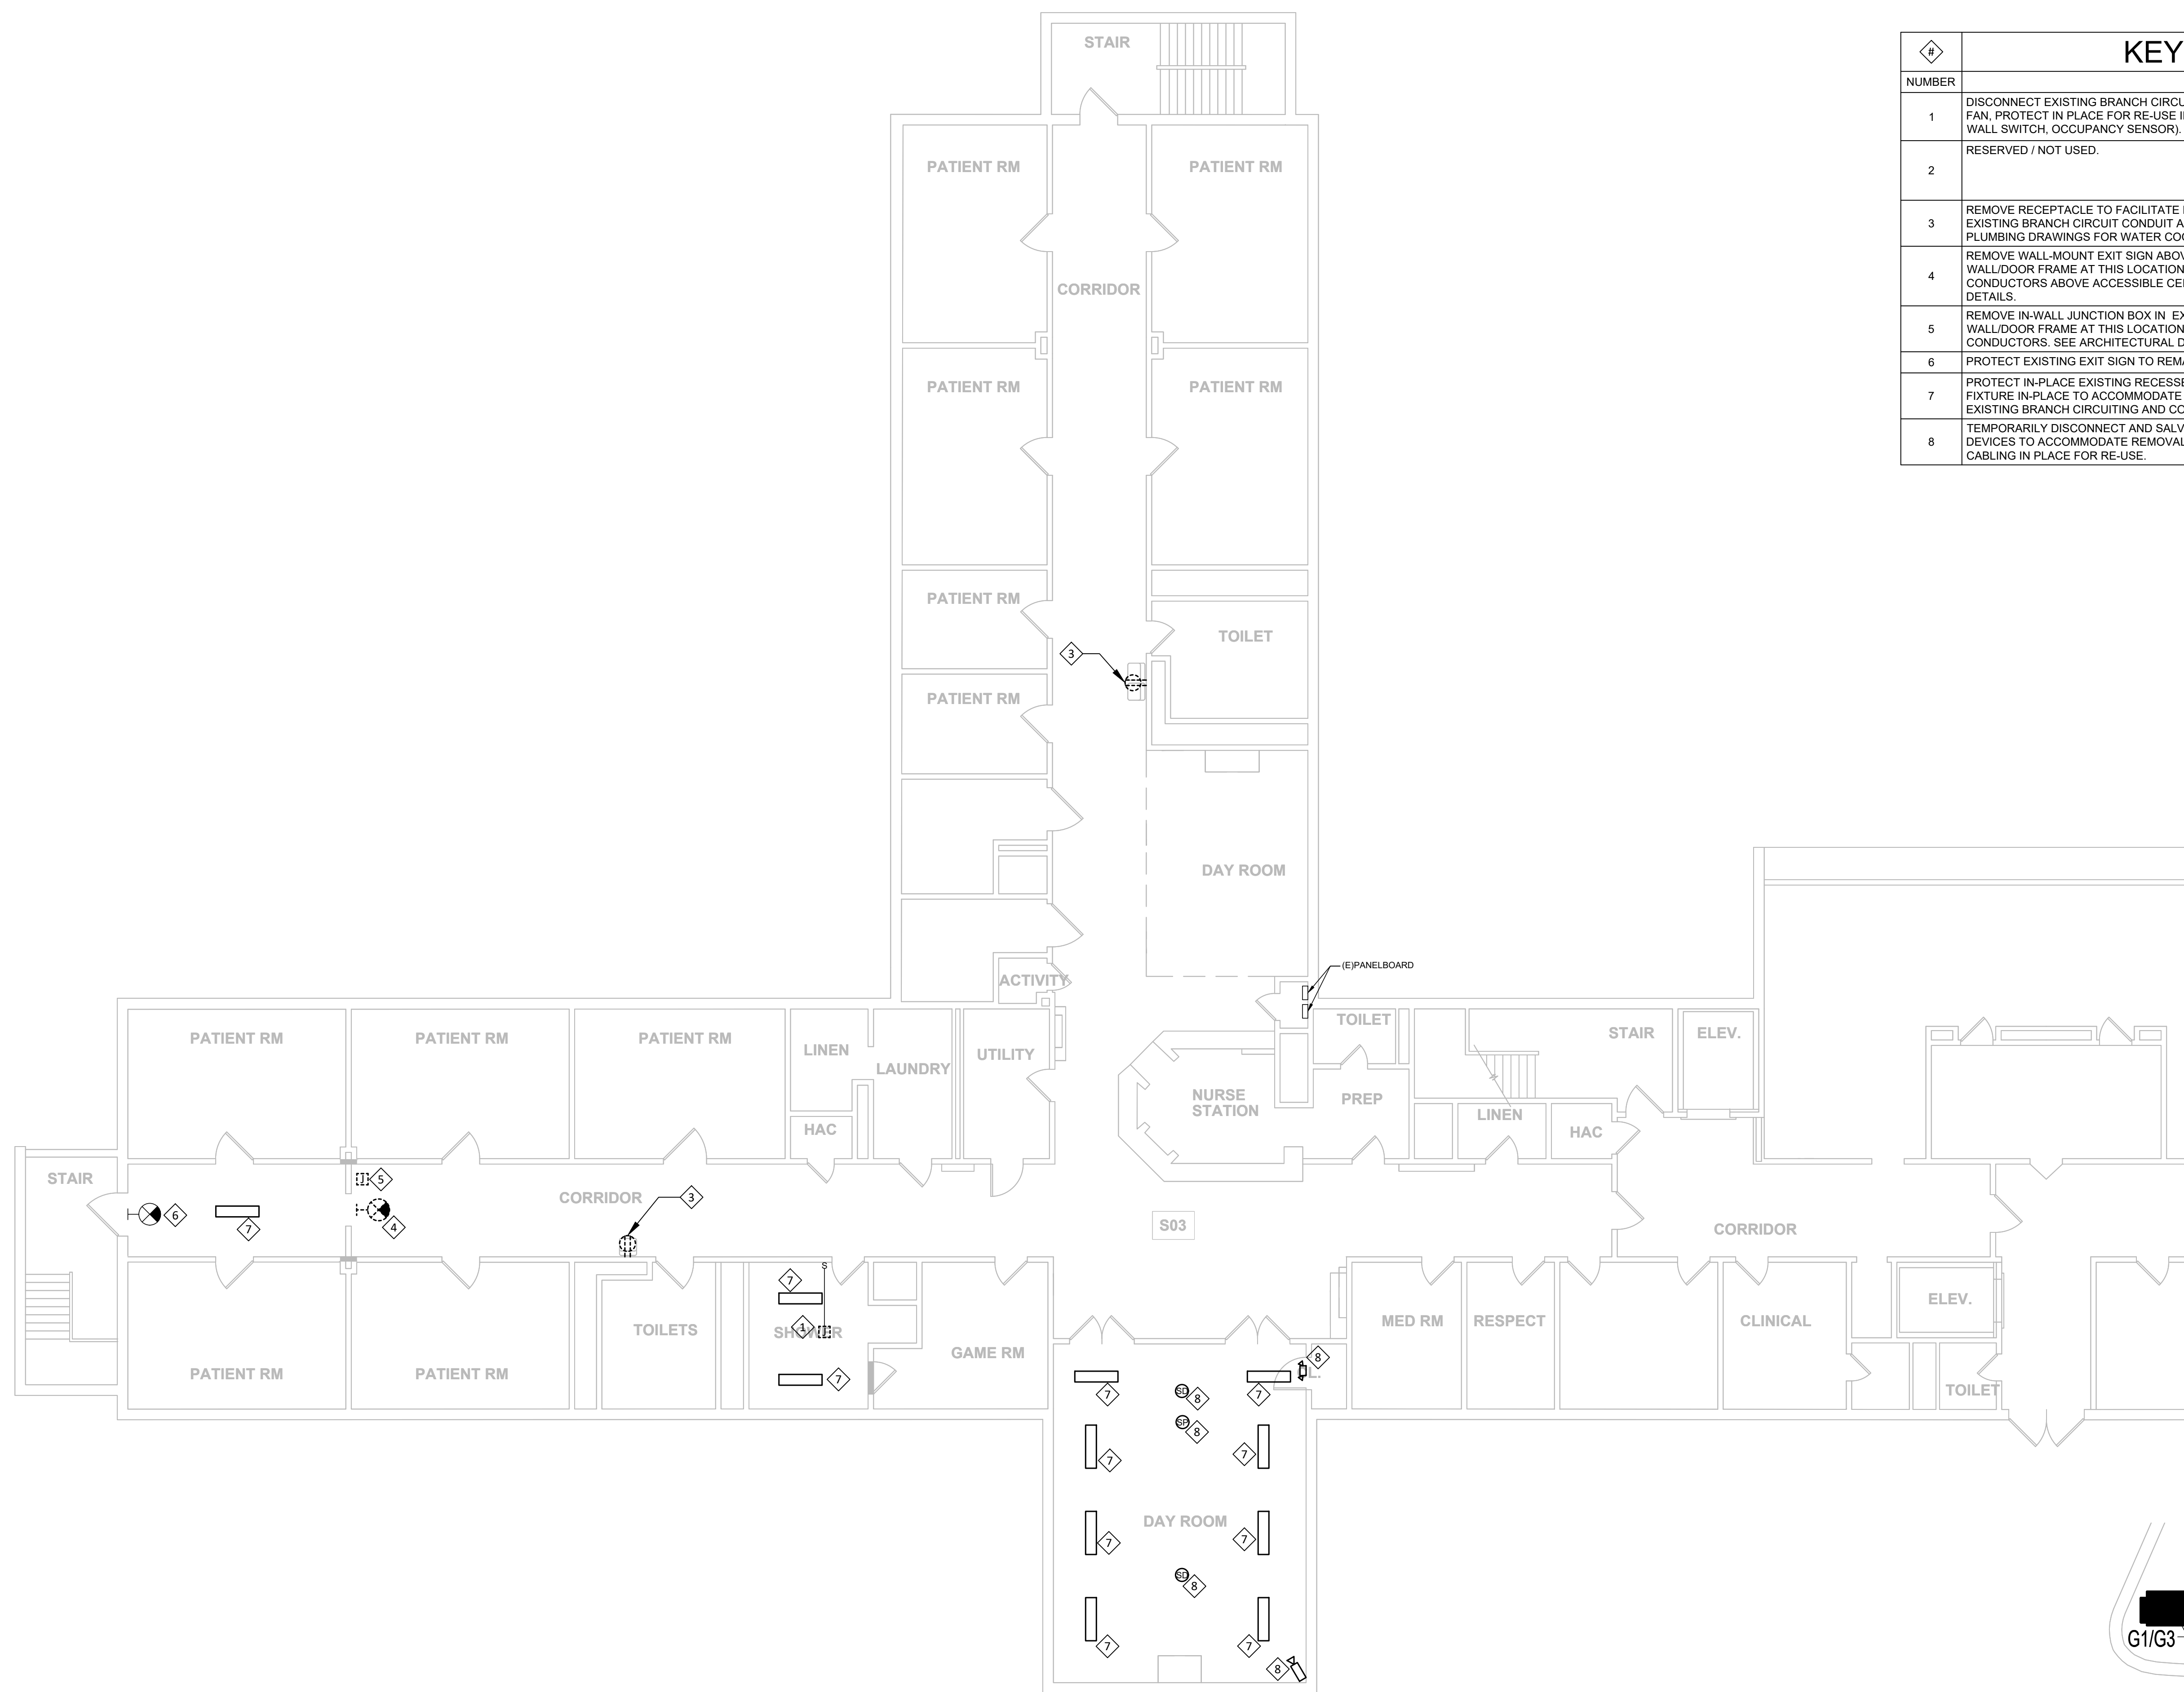 STAIR
#
KEY
NUMBER
1
DISCONNECT EXISTING BRANCH CIRCU
FAN, PROTECT IN PLACE FOR RE-USE I
WALL SWITCH, OCCUPANCY SENSOR).
2
RESERVED / NOT USED.
3
REMOVE RECEPTACLE TO FACILITATE
EXISTING BRANCH CIRCUIT CONDUIT A
PLUMBING DRAWINGS FOR WATER COO
4
REMOVE WALL-MOUNT EXIT SIGN ABOV
WALL/DOOR FRAME AT THIS LOCATION
CONDUCTORS ABOVE ACCESSIBLE CEI
DETAILS.
5
REMOVE IN-WALL JUNCTION BOX IN EX
WALL/DOOR FRAME AT THIS LOCATION
CONDUCTORS. SEE ARCHITECTURAL D
6
PROTECT EXISTING EXIT SIGN TO REMA
7
PROTECT IN-PLACE EXISTING RECESSE
FIXTURE IN-PLACE TO ACCOMMODATE
EXISTING BRANCH CIRCUITING AND CO
8
TEMPORARILY DISCONNECT AND SALV
DEVICES TO ACCOMMODATE REMOVAL
CABLING IN PLACE FOR RE-USE.
PATIENT RM
PATIENT RM
CORRIDOR
PATIENT RM
PATIENT RM
PATIENT RM
TOILET
3
PATIENT RM
DAY ROOM
(E)PANELBOARD
ACTIVITY
PATIENT RM
PATIENT RM
PATIENT RM
LINEN
LAUNDRY
UTILITY
TOILET
STAIR
ELEV.
NURSE
STATION
PREP
LINEN
HAC
HAC
STAIR
J
5
CORRIDOR
3
6
7
4
S03
CORRIDOR
S
7
1
SHOWER
7
TOILETS
GAME RM
MED RM
RESPECT
CLINICAL
ELEV.
PATIENT RM
PATIENT RM
TOILET
8
7
SD
8
7
SP
8
7
7
DAY ROOM
7
7
SD
8
7
7
8
G1/G3